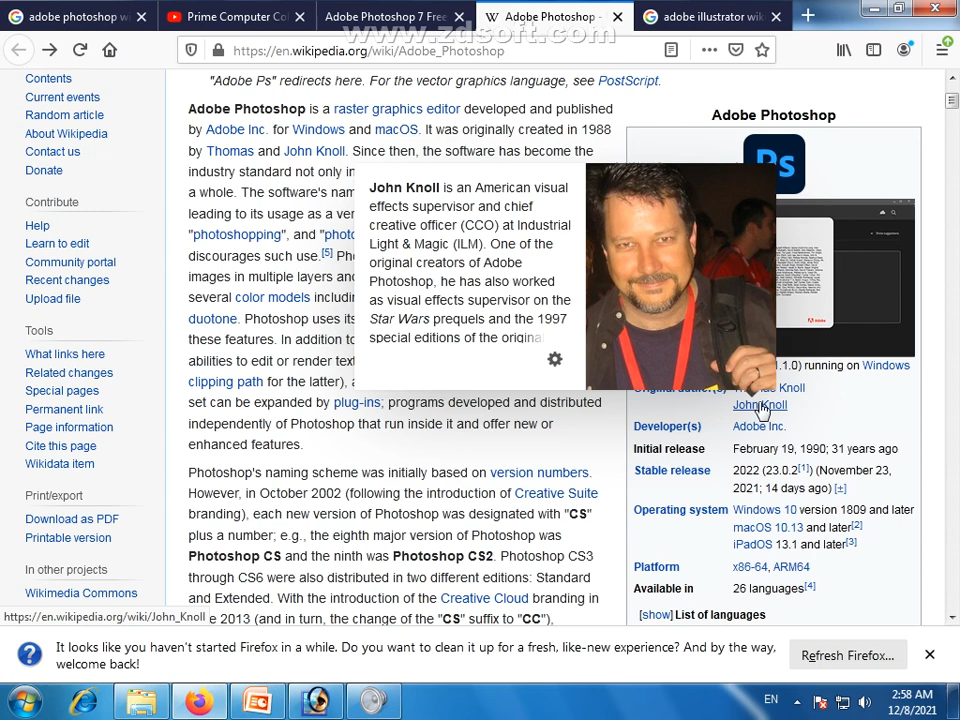 adobe photoshop w
Prime Computer Col
Adobe Photoshop 7 Free
Adobe Photoshop -
adobe illustrator wiki
www.zdsoft.com
https://en.wikipedia.org/wiki/Adobe_Photoshop
Contents
Current events
Random article
About Wikipedia
Contact us
Donate
Contribute
Help
Learn to edit
Community portal
Recent changes
Upload file
Tools
What links here
Related changes
Special pages
Permanent link
Page information
Cite this page
Wikidata item
Print/export
Download as PDF
Printable version
In other projects
Wikimedia Commons
https://en.wikipedia.org/wiki/John_Knoll
"Adobe Ps" redirects here. For the vector graphics language, see PostScript.
Adobe Photoshop is a raster graphics editor developed and published
by Adobe Inc. for Windows and macOS. It was originally created in 1988
by Thomas and John Knoll. Since then, the software has become the
industry standard not only in
a whole. The software's nam
leading to its usage as a ver
"photoshopping", and "photo
discourages such use.[5] Pho
images in multiple layers and
several color models includin
duotone. Photoshop uses its
these features. In addition to
abilities to edit or render text
clipping path for the latter), a
set can be expanded by plug-ins; programs developed and distributed
independently of Photoshop that run inside it and offer new or
enhanced features.
Photoshop's naming scheme was initially based on version numbers.
However, in October 2002 (following the introduction of Creative Suite
branding), each new version of Photoshop was designated with "CS"
plus a number; e.g., the eighth major version of Photoshop was
Photoshop CS and the ninth was Photoshop CS2. Photoshop CS3
through CS6 were also distributed in two different editions: Standard
and Extended. With the introduction of the Creative Cloud branding in
e 2013 (and in turn, the change of the "CS" suffix to "CC"),
John Knoll is an American visual
effects supervisor and chief
creative officer (CCO) at Industrial
Light & Magic (ILM). One of the
original creators of Adobe
Photoshop, he has also worked
as visual effects supervisor on the
Star Wars prequels and the 1997
special editions of the origina
Adobe Photoshop
Ps
Adobe
.1.0) running on Windows
Original author(s) Thomas Knoll
John Knoll
Developer(s) Adobe Inc.
Initial release February 19, 1990; 31 years ago
Stable release 2022 (23.0.2[1]) (November 23,
2021; 14 days ago) [±]
Operating system Windows 10 version 1809 and later
macOS 10.13 and later[2]
iPadOS 13.1 and later[3]
Platform x86-64, ARM64
Available in 26 languages[4]
[show] List of languages
It looks like you haven't started Firefox in a while. Do you want to clean it up for a fresh, like-new experience? And by the way,
welcome back!
Refresh Firefox...
EN
2:58 AM
12/8/2021